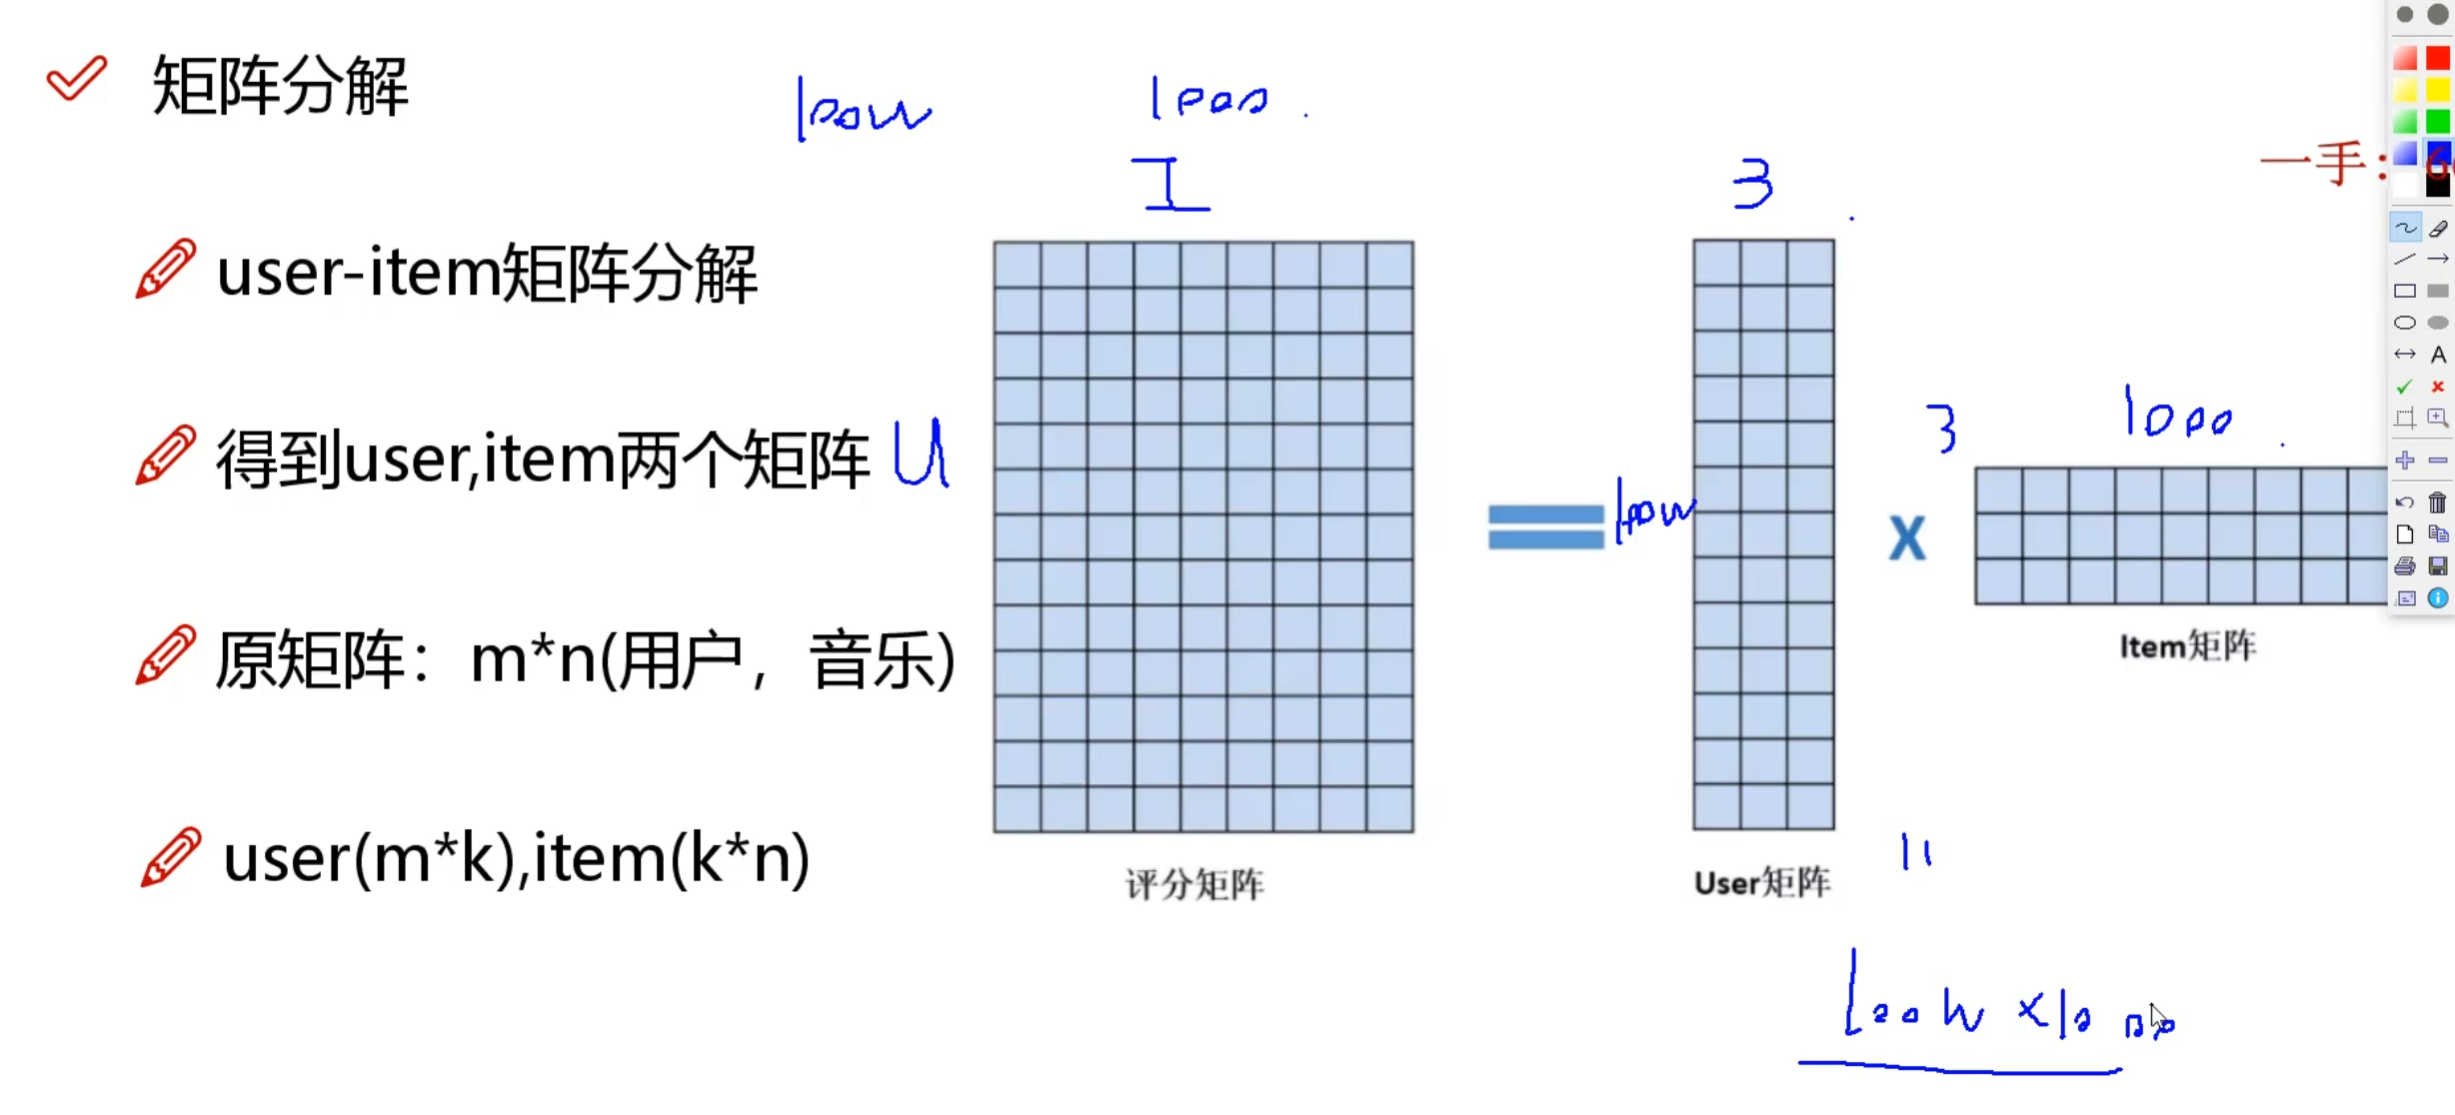 矩阵分解
100W
1000
I
3
一手:
user-item矩阵分解
得到user,item两个矩阵
U
100W
3
1000
X
原矩阵：m*n(用户，音乐)
Item矩阵
user(m*k),item(k*n)
评分矩阵
User矩阵
100W×1000